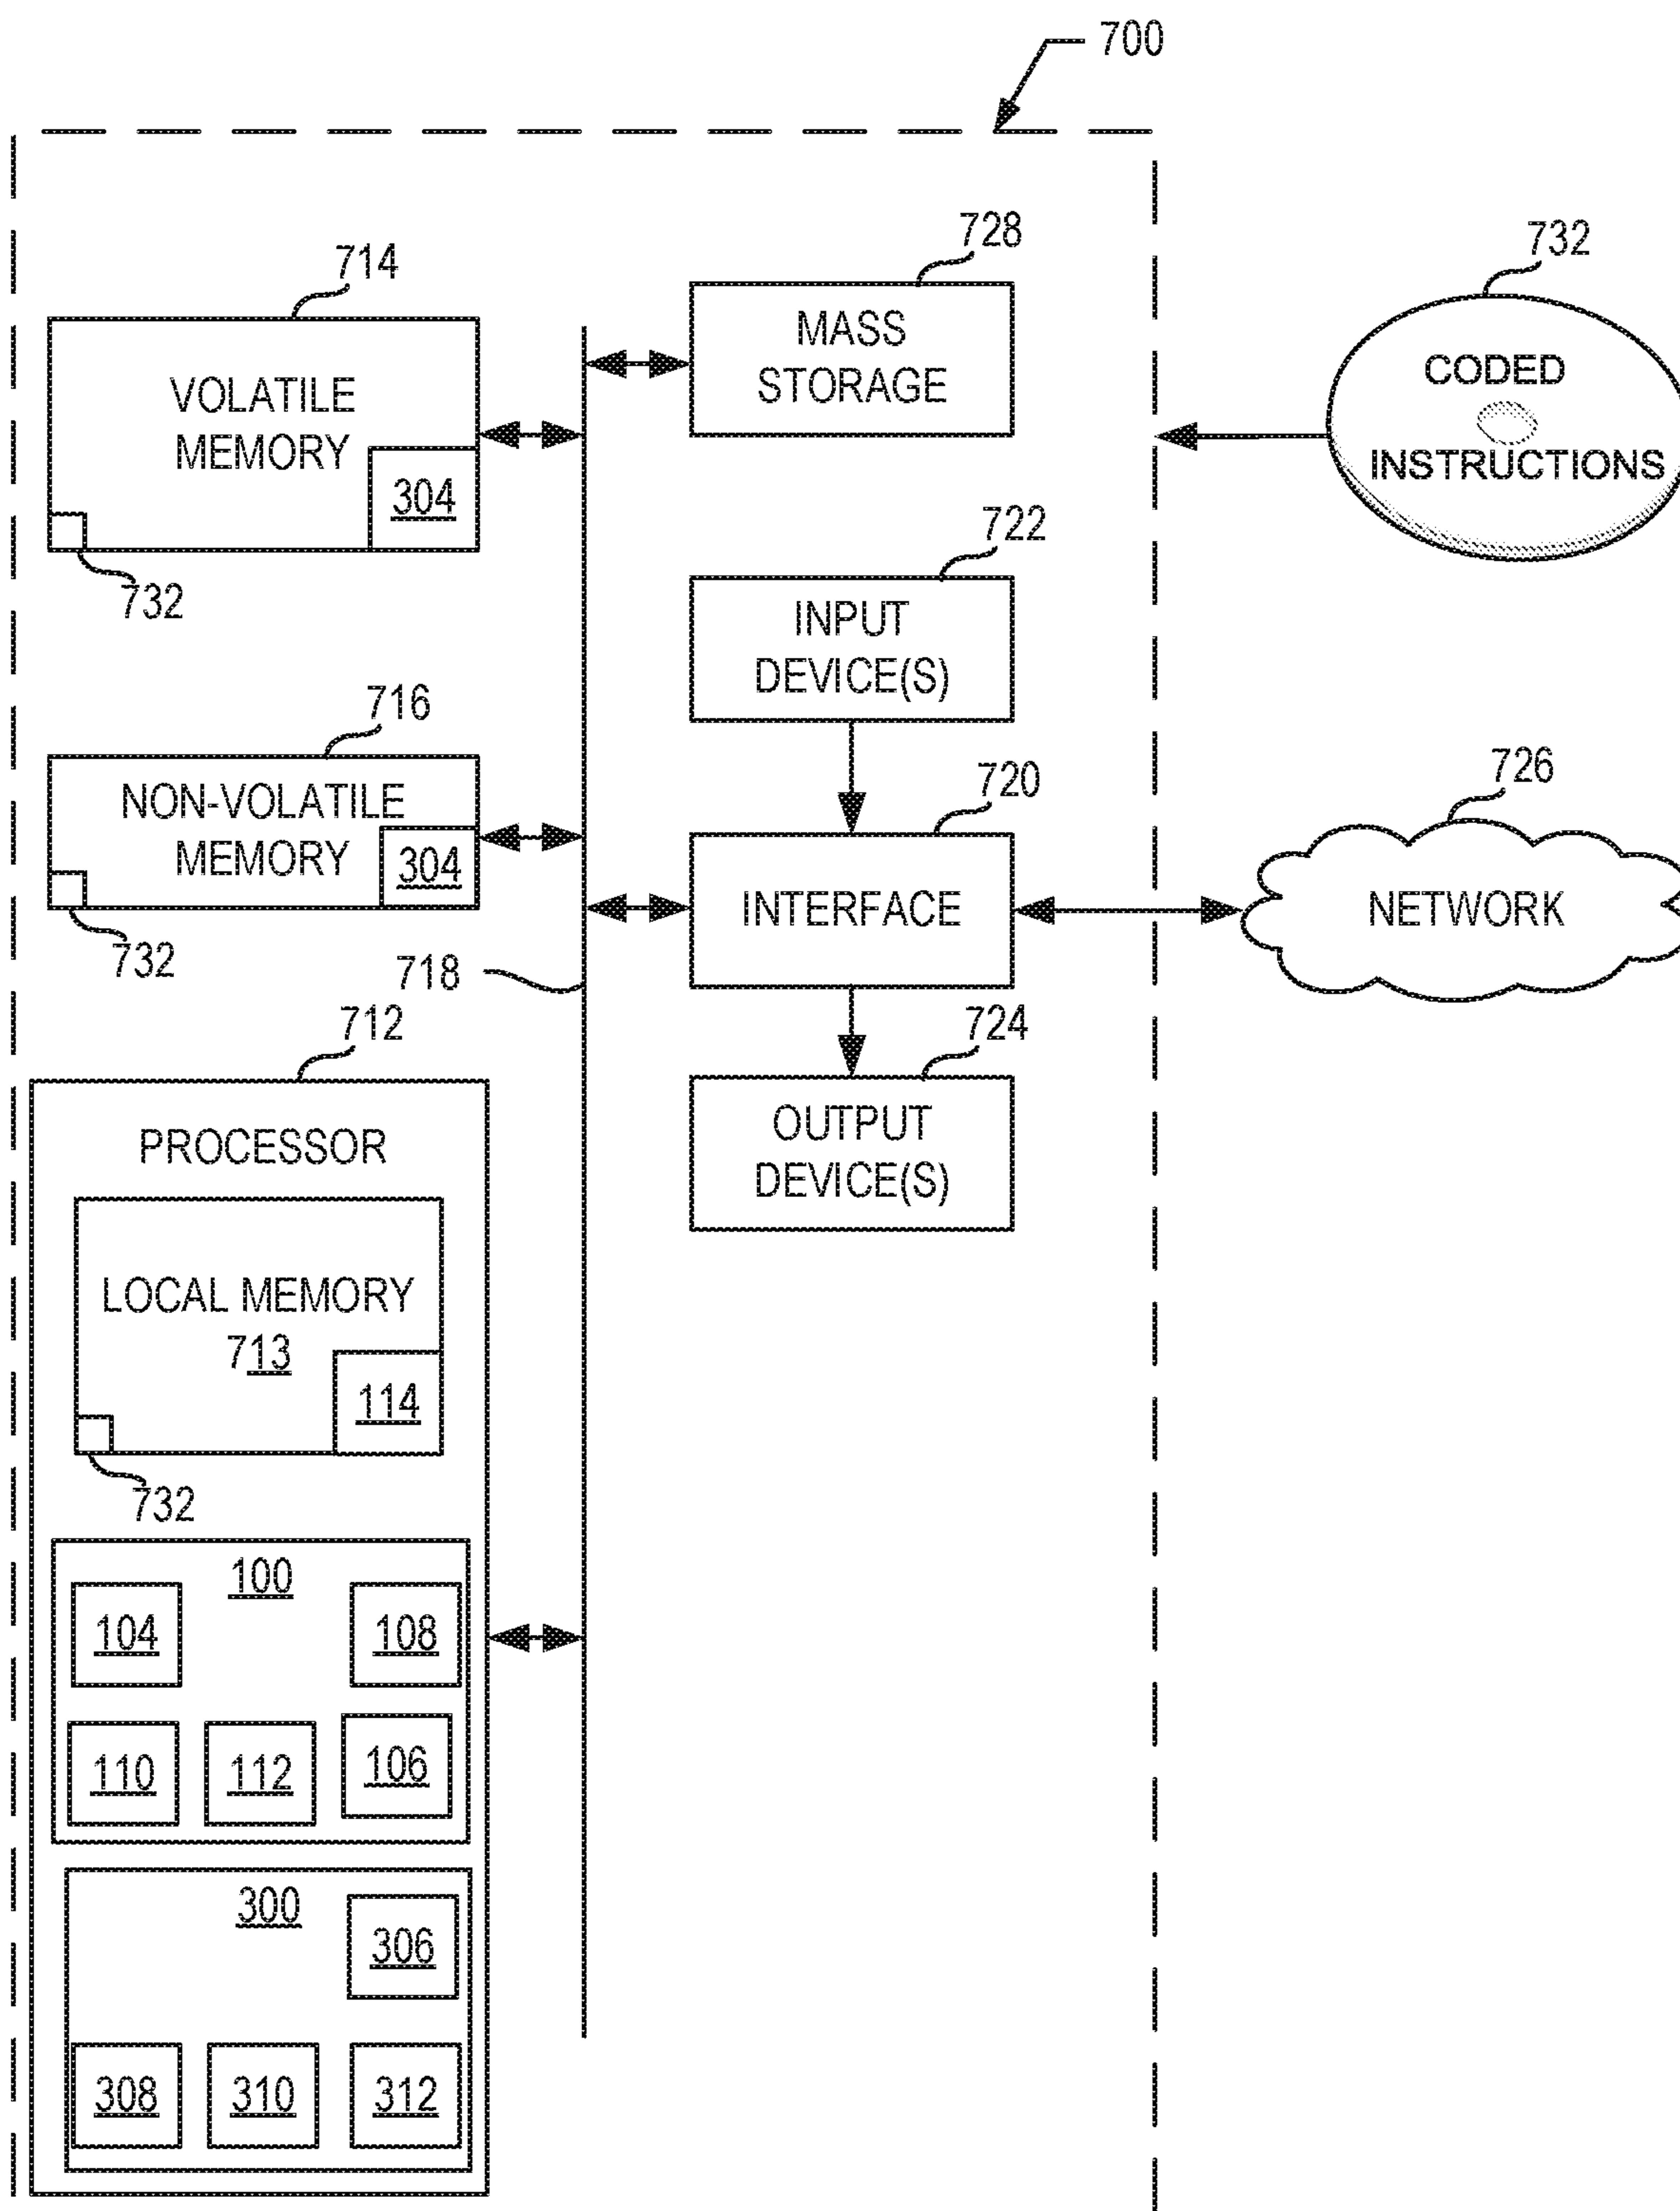 700
714
VOLATILE
MEMORY
304
732
728
MASS
STORAGE
732
CODED
INSTRUCTIONS
722
INPUT
DEVICE(S)
716
NON-VOLATILE
MEMORY
304
732
718
720
INTERFACE
726
NETWORK
724
OUTPUT
DEVICE(S)
712
PROCESSOR
LOCAL MEMORY
713
114
732
100
104
108
110
112
106
300
306
308
310
312